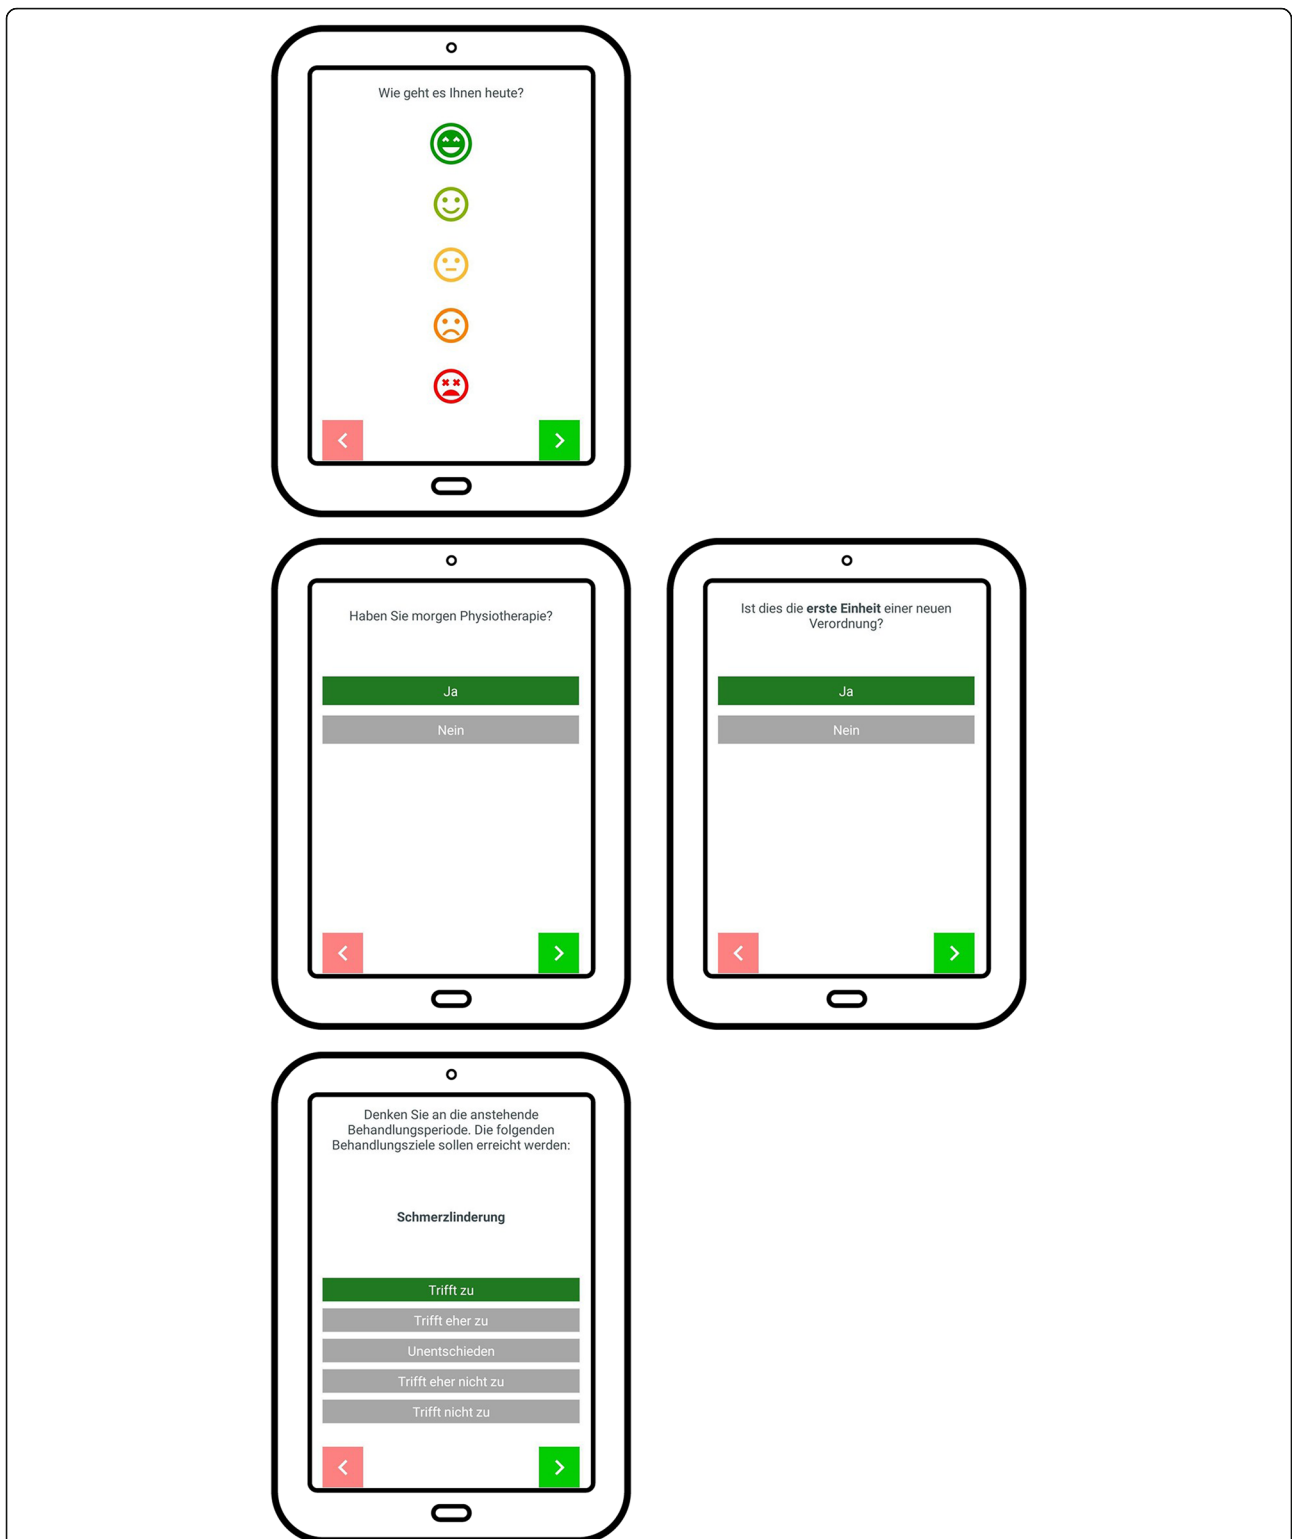 Wie geht es Ihnen heute?
Haben Sie morgen Physiotherapie?
Ja
Nein
Ist dies die erste Einheit einer neuen
Verordnung?
Ja
Nein
Denken Sie an die anstehende
Behandlungsperiode. Die folgenden
Behandlungsziele sollen erreicht werden:
Schmerzlinderung
Trifft zu
Trifft eher zu
Unentschieden
Trifft eher nicht zu
Trifft nicht zu